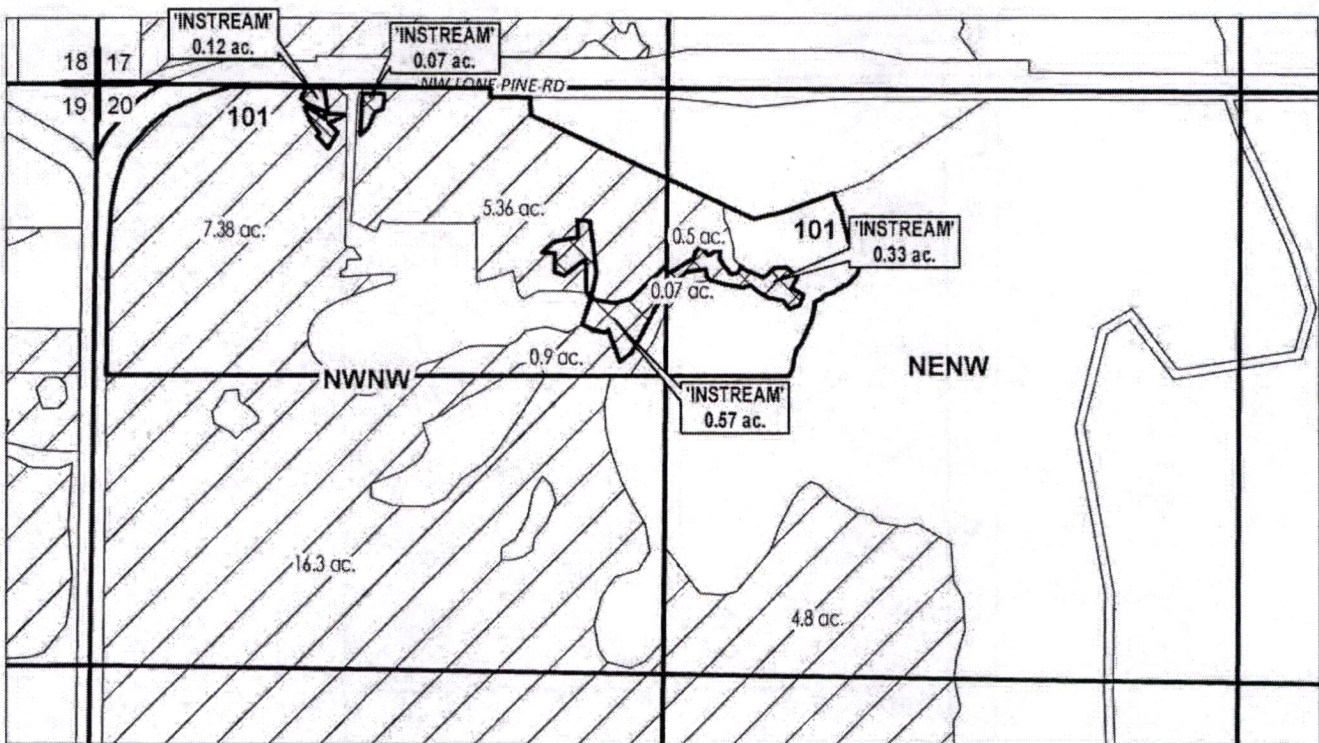 'INSTREAM'
0.12 ac.
'INSTREAM'
0.07 ac.
18 17
NW LONE PINE RD
19 20
101
7.38 ac.
5.36 ac.
0.5 ac.
101
'INSTREAM'
0.33 ac.
0.07 ac.
0.9 ac.
NWNW
NENW
'INSTREAM'
0.57 ac.
16.3 ac.
4.8 ac.